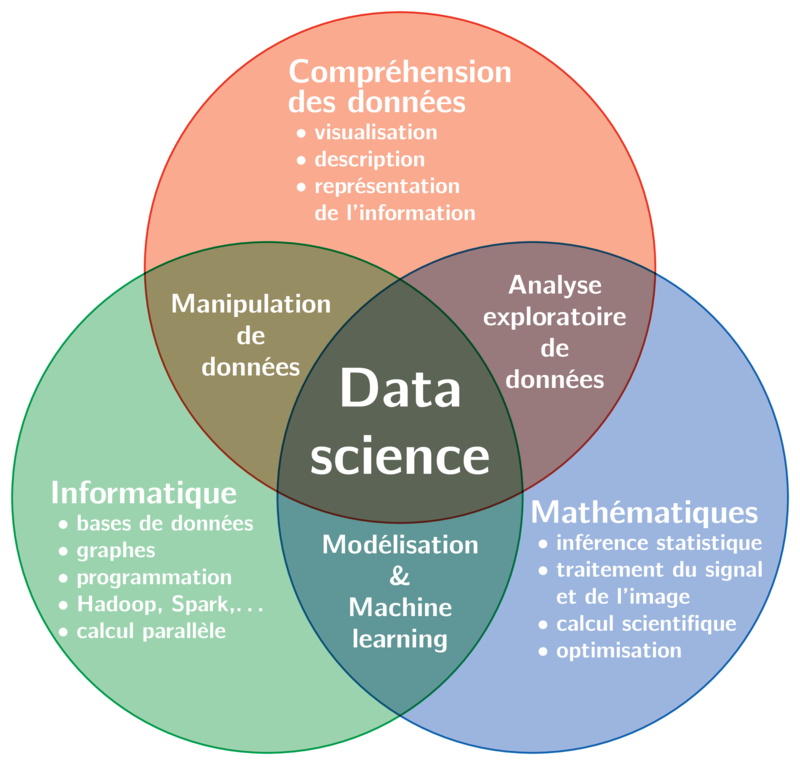 Compréhension
des données
• visualisation
• description
• représentation
de l'information
Manipulation
de
données
Analyse
exploratoire
de
données
Data
science
Informatique
• bases de données
• graphes
• programmation
• Hadoop, Spark,...
• calcul parallèle
Modélisation
&
Machine
learning
Mathématiques
• inférence statistique
• traitement du signal
et de l'image
• calcul scientifique
• optimisation